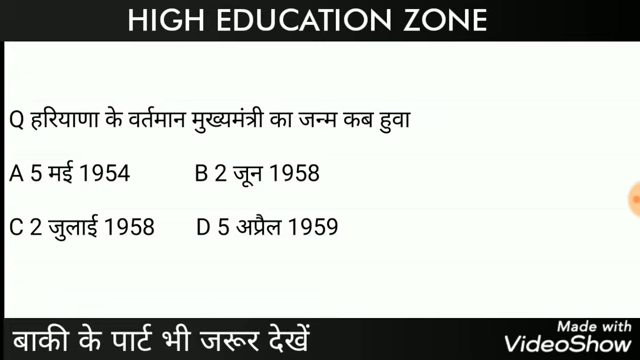 HIGH EDUCATION ZONE
Q हरियाणा के वर्तमान मुख्यमंत्री का जन्म कब हुवा
A 5 मई 1954 B 2 जून 1958
C 2 जुलाई 1958 D 5 अप्रैल 1959
बाकी के पार्ट भी जरूर देखें
Made with
VideoShow